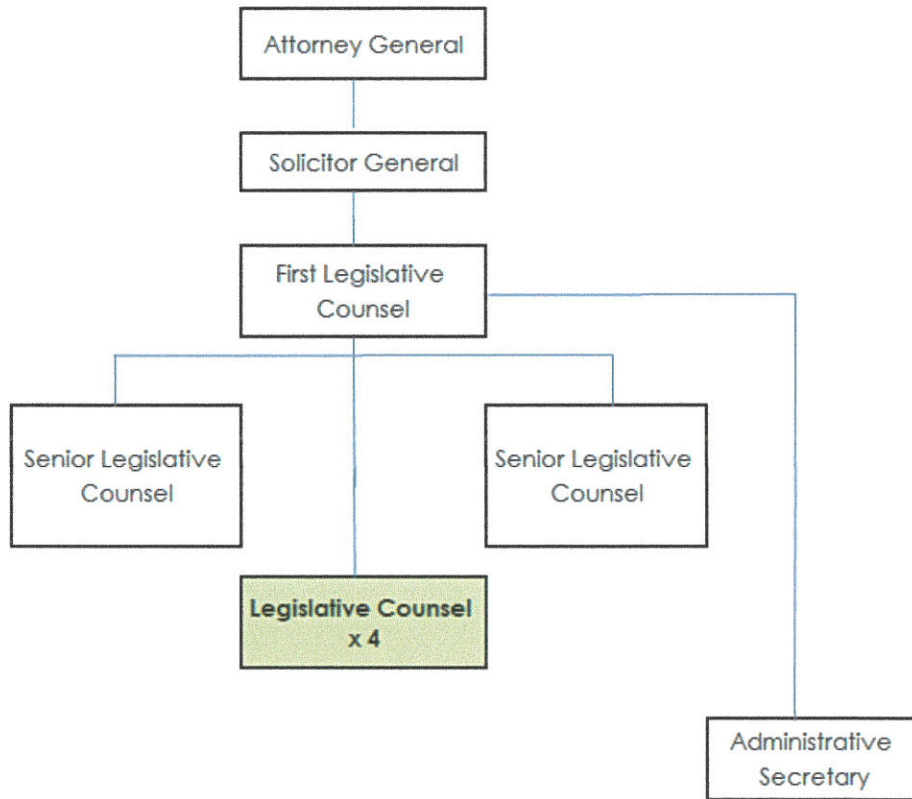 Attorney General
Solicitor General
First Legislative
Counsel
Senior Legislative
Counsel
Senior Legislative
Counsel
Legislative Counsel
x 4
Administrative
Secretary